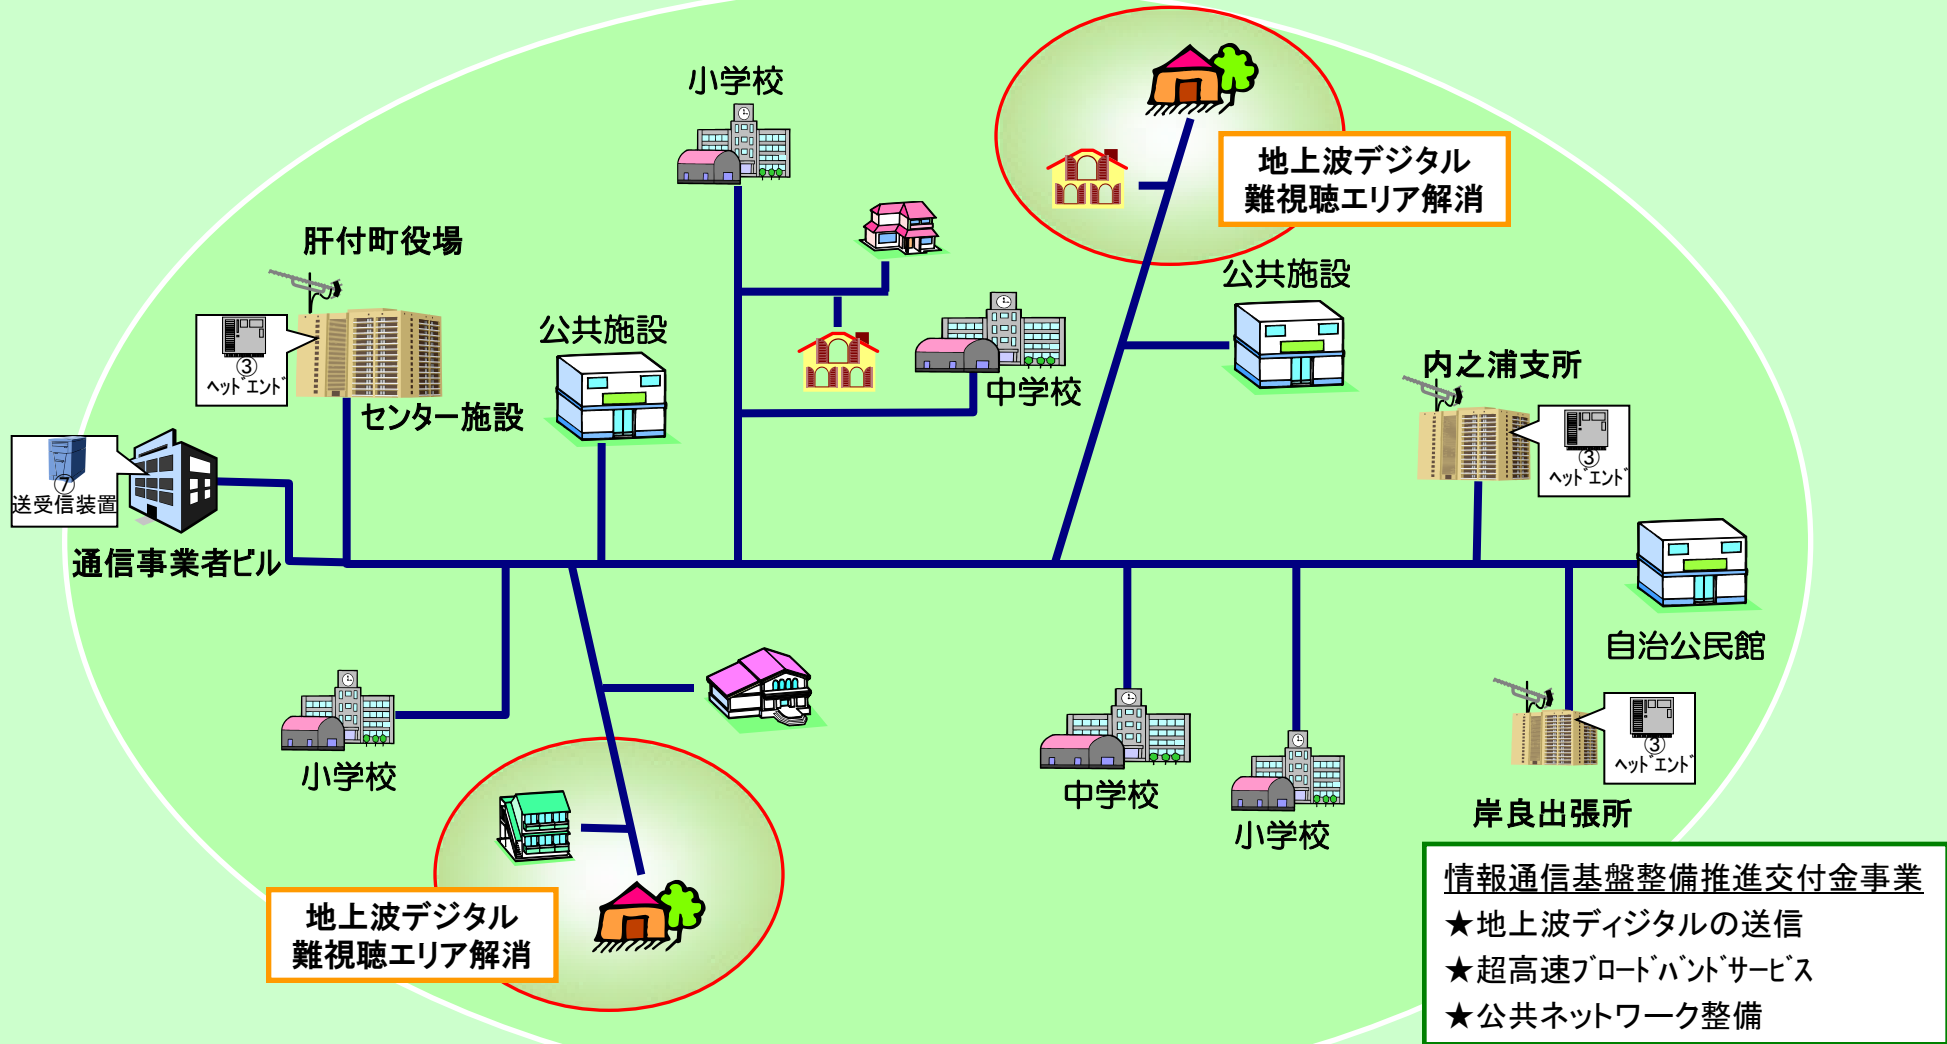 小学校
地上波デジタル
難視聴エリア解消
肝付町役場
公共施設
公共施設
③
ヘッドエンド
中学校
内之浦支所
センター施設
③
ヘッドエンド
⑦
送受信装置
通信事業者ビル
自治公民館
小学校
中学校
小学校
③
ヘッドエンド
岸良出張所
地上波デジタル
難視聴エリア解消
情報通信基盤整備推進交付金事業
★地上波ディジタルの送信
★超高速ブロードバンドサービス
★公共ネットワーク整備